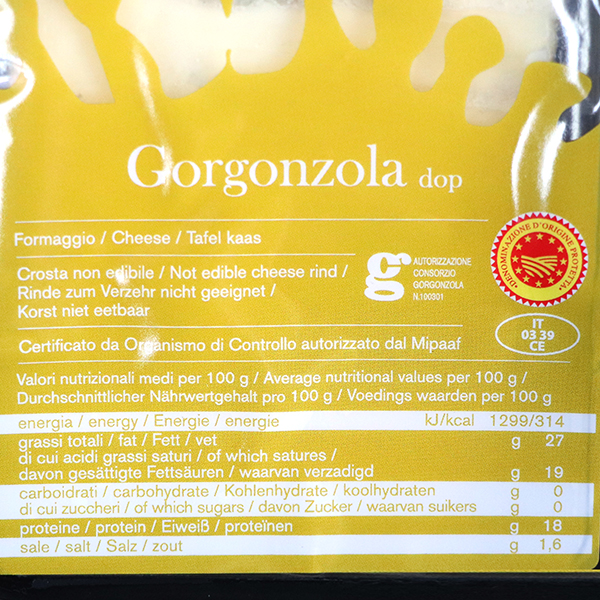 Gorgonzola dop
Formaggio / Cheese / Tafel kaas
Crosta non edibile / Not edible cheese rind /
Rinde zum Verzehr nicht geeignet /
Korst niet eetbaar
g
AUTORIZZAZIONE
CONSORZIO
GORGONZOLA
N.100301
DENOMINAZIONE D'ORIGINE PROTETTA
IT
03 39
CE
Certificato da Organismo di Controllo autorizzato dal Mipaaf
Valori nutrizionali medi per 100 g / Average nutritional values per 100 g /
Durchschnittlicher Nährwertgehalt pro 100 g / Voedings waarden per 100 g
energia / energy / Energie / energie kJ/kcal 1299/314
grassi totali / fat / Fett / vet g 27
di cui acidi grassi saturi / of which satures /
davon gesättigte Fettsäuren / waarvan verzadigd g 19
carboidrati / carbohydrate / Kohlenhydrate / koolhydraten g 0
di cui zuccheri / of which sugars / davon Zucker / waarvan suikers g 0
proteine / protein / Eiweiß / proteïnen g 18
sale / salt / Salz / zout g 1,6